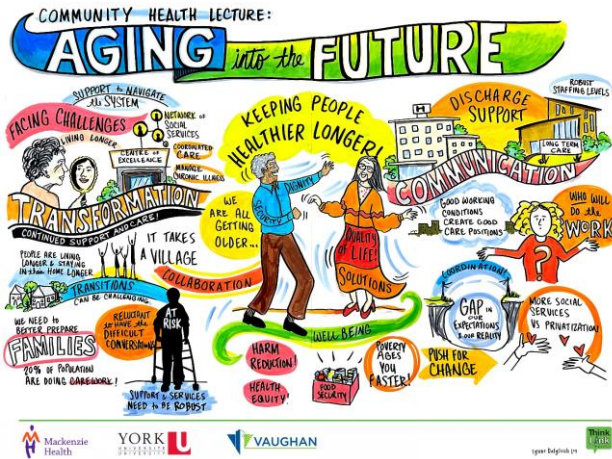 COMMUNITY HEALTH LECTURE:
AGING into the FUTURE
SUPPORT to NAVIGATE
the SYSTEM
FACING CHALLENGES
LIVING LONGER
NETWORK of
SOCIAL
SERVICES
CENTRE of
EXCELLENCE
COORDINATED
CARE
MANAGE
CHRONIC ILLNESS
TRANSFORMATION
CONTINUED SUPPORT AND CARE!
PEOPLE ARE LIVING
LONGER & STAYING
IN their HOME LONGER
IT TAKES
A VILLAGE
TRANSITIONS
CAN BE CHALLENGING
COLLABORATION
WE NEED to
BETTER PREPARE
FAMILIES
20% OF POPULATION
ARE DOING CAREWORK!
RELUCTANT
to HAVE the
DIFFICULT
CONVERSATIONS
AT
RISK
SUPPORT & SERVICES
NEED to BE ROBUST
KEEPING PEOPLE
HEALTHIER LONGER!
WE
ARE ALL
GETTING
OLDER...
SECURITY
DIGNITY
QUALITY
of LIFE!
SOLUTIONS
WELL BEING
HARM
REDUCTION!
HEALTH
EQUITY!
FOOD
SECURITY
POVERTY
AGES
YOU
FASTER!
PUSH FOR
CHANGE
H
DISCHARGE
SUPPORT
ROBUST
STAFFING LEVELS
LONG TERM
CARE
COMMUNICATION
GOOD WORKING
CONDITIONS
CREATE GOOD
CARE POSITIONS
WHO WILL
DO the
WORK
?
COORDINATION!
GAP IN
OUR
EXPECTATIONS
& OUR REALITY
MORE SOCIAL
SERVICES
VS PRIVATIZATION!
Mackenzie
Health
YORK U
VAUGHAN
Think
Link